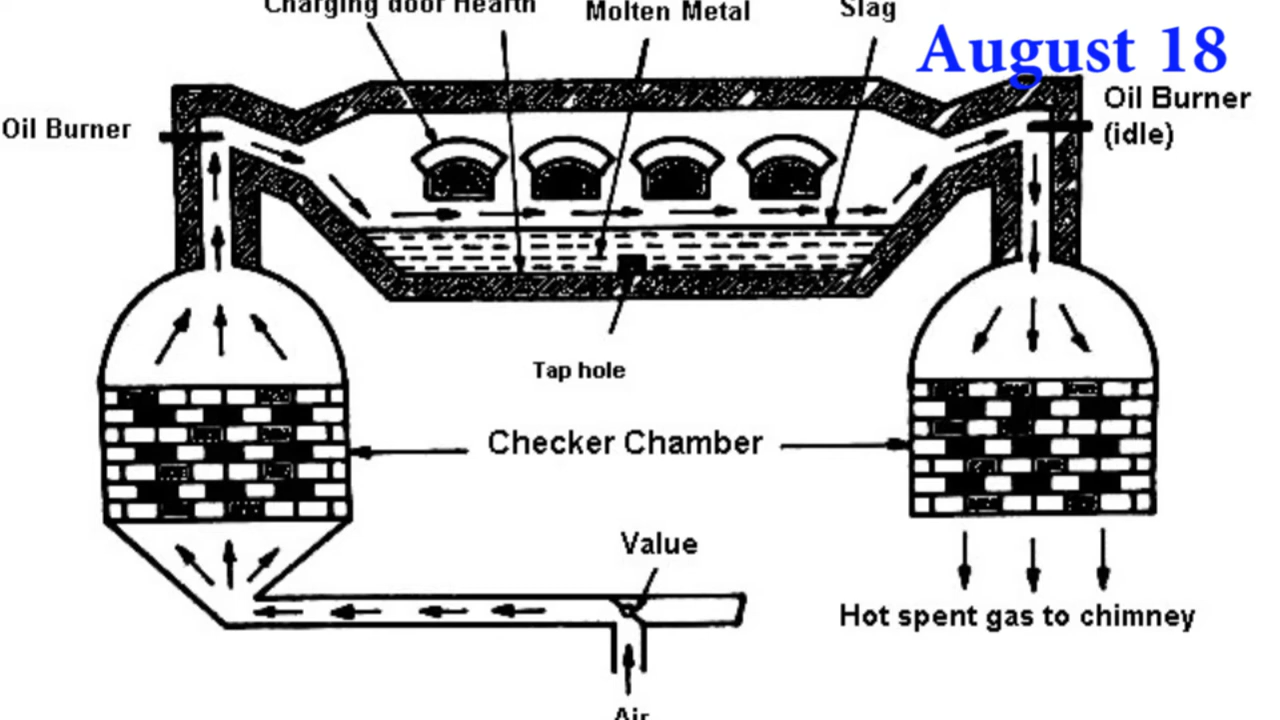 Charging door Hearth
Molten Metal
Slag
August 18
Oil Burner
Oil Burner
(idle)
Tap hole
Checker Chamber
Value
Hot spent gas to chimney
Air